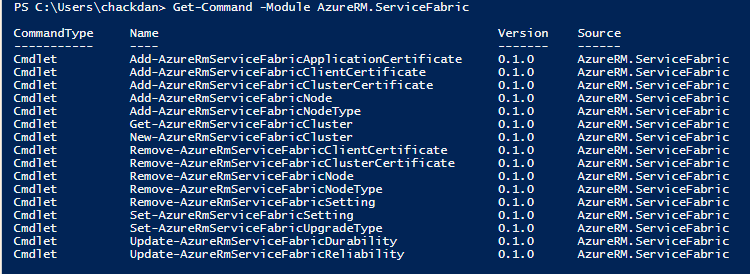 PS C:\Users\chackdan> Get-Command -Module AzureRM.ServiceFabric
CommandType Name Version Source
----------- ---- ------- ------
Cmdlet Add-AzureRmServiceFabricApplicationCertificate 0.1.0 AzureRM.ServiceFabric
Cmdlet Add-AzureRmServiceFabricClientCertificate 0.1.0 AzureRM.ServiceFabric
Cmdlet Add-AzureRmServiceFabricClusterCertificate 0.1.0 AzureRM.ServiceFabric
Cmdlet Add-AzureRmServiceFabricNode 0.1.0 AzureRM.ServiceFabric
Cmdlet Add-AzureRmServiceFabricNodeType 0.1.0 AzureRM.ServiceFabric
Cmdlet Get-AzureRmServiceFabricCluster 0.1.0 AzureRM.ServiceFabric
Cmdlet New-AzureRmServiceFabricCluster 0.1.0 AzureRM.ServiceFabric
Cmdlet Remove-AzureRmServiceFabricClientCertificate 0.1.0 AzureRM.ServiceFabric
Cmdlet Remove-AzureRmServiceFabricClusterCertificate 0.1.0 AzureRM.ServiceFabric
Cmdlet Remove-AzureRmServiceFabricNode 0.1.0 AzureRM.ServiceFabric
Cmdlet Remove-AzureRmServiceFabricNodeType 0.1.0 AzureRM.ServiceFabric
Cmdlet Remove-AzureRmServiceFabricSetting 0.1.0 AzureRM.ServiceFabric
Cmdlet Set-AzureRmServiceFabricSetting 0.1.0 AzureRM.ServiceFabric
Cmdlet Set-AzureRmServiceFabricUpgradeType 0.1.0 AzureRM.ServiceFabric
Cmdlet Update-AzureRmServiceFabricDurability 0.1.0 AzureRM.ServiceFabric
Cmdlet Update-AzureRmServiceFabricReliability 0.1.0 AzureRM.ServiceFabric